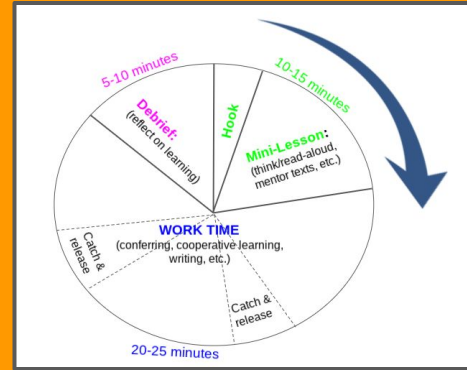 5-10 minutes
10-15 minutes
Debrief:
(reflect on learning)
Hook
Mini-Lesson:
(think/read-aloud,
mentor texts, etc.)
WORK TIME
(conferring, cooperative learning,
writing, etc.)
Catch &
release
Catch &
release
20-25 minutes